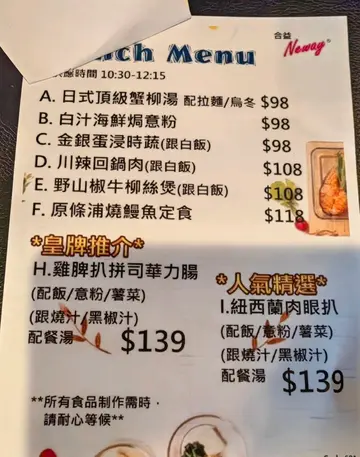 ch Menu
合益
Neway
應時間 10:30-12:15
A. 日式頂級蟹柳湯 配拉麵/烏冬 $98
B. 白汁海鮮焗意粉 $98
C. 金銀蛋浸時蔬(跟白飯) $98
D. 川辣回鍋肉(跟白飯) $108
E. 野山椒牛柳絲煲(跟白飯) $108
F. 原條浦燒鰻魚定食 $118
*皇牌推介*
H.雞脾扒拼司華力腸
(配飯/意粉/薯菜)
(跟燒汁/黑椒汁)
配餐湯 $139
*人氣精選*
I.紐西蘭肉眼扒
(配飯/意粉/薯菜)
(跟燒汁/黑椒汁)
配餐湯 $139
**所有食品制作需時，
請耐心等候**